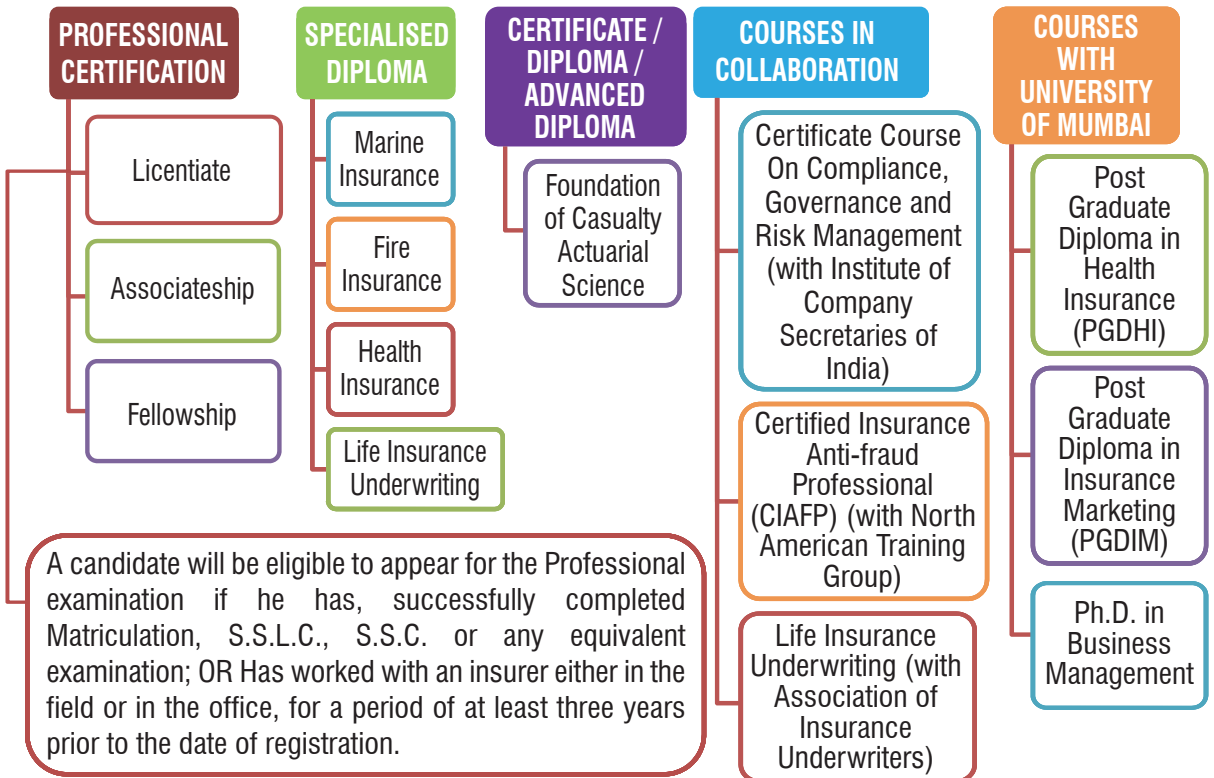 PROFESSIONAL
CERTIFICATION
Licentiate
Associateship
Fellowship
A candidate will be eligible to appear for the Professional
examination if he has, successfully completed
Matriculation, S.S.L.C., S.S.C. or any equivalent
examination; OR Has worked with an insurer either in the
field or in the office, for a period of at least three years
prior to the date of registration.
SPECIALISED
DIPLOMA
Marine
Insurance
Fire
Insurance
Health
Insurance
Life Insurance
Underwriting
CERTIFICATE /
DIPLOMA /
ADVANCED
DIPLOMA
Foundation
of Casualty
Actuarial
Science
COURSES IN
COLLABORATION
Certificate Course
On Compliance,
Governance and
Risk Management
(with Institute of
Company
Secretaries of
India)
Certified Insurance
Anti-fraud
Professional
(CIAFP) (with North
American Training
Group)
Life Insurance
Underwriting (with
Association of
Insurance
Underwriters)
COURSES
WITH
UNIVERSITY
OF MUMBAI
Post
Graduate
Diploma in
Health
Insurance
(PGDHI)
Post
Graduate
Diploma in
Insurance
Marketing
(PGDIM)
Ph.D. in
Business
Management